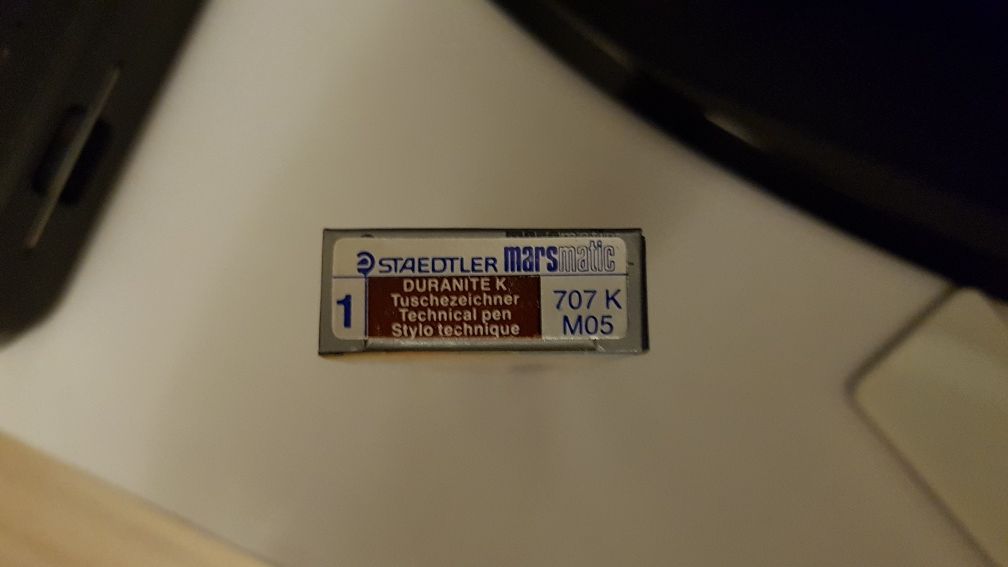 STAEDTLER marsmatic
1
DURANITE K
Tuschezeichner
Technical pen
Stylo technique
707 K
M05